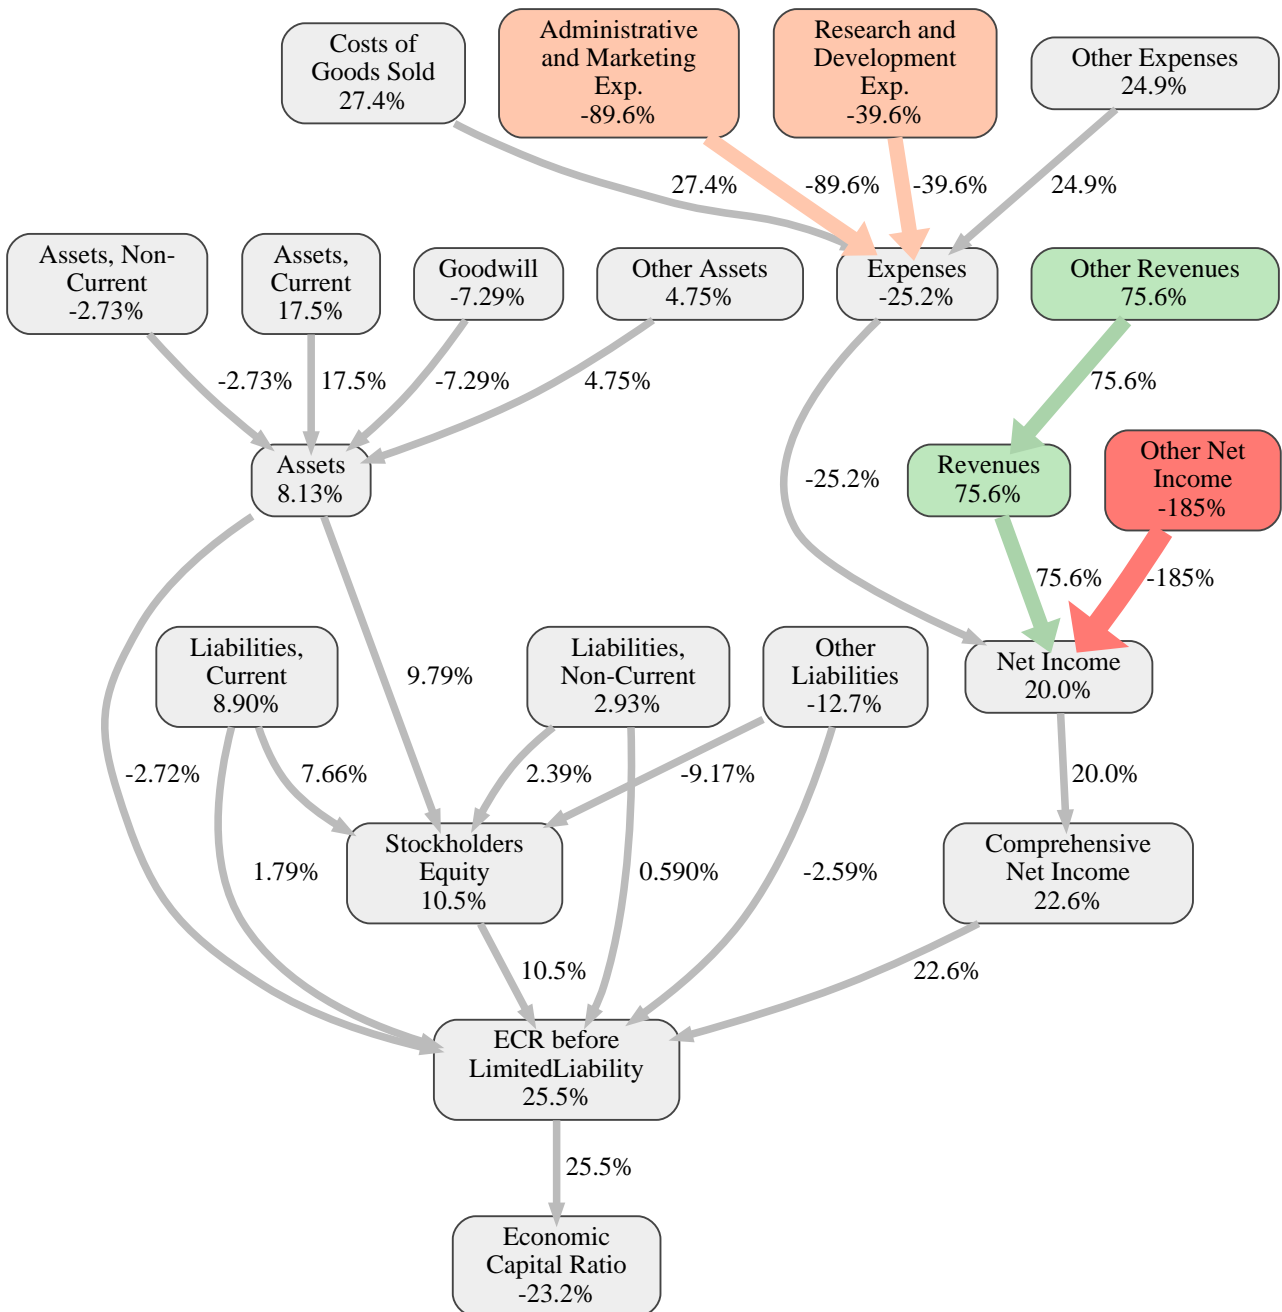 Costs of
Goods Sold
27.4%
Administrative
and Marketing
Exp.
-89.6%
Research and
Development
Exp.
-39.6%
Other Expenses
24.9%
27.4%
-89.6%
-39.6%
24.9%
Assets, Non-
Current
-2.73%
Assets,
Current
17.5%
Goodwill
-7.29%
Other Assets
4.75%
Expenses
-25.2%
Other Revenues
75.6%
-2.73%
17.5%
-7.29%
4.75%
75.6%
Assets
8.13%
-25.2%
Revenues
75.6%
Other Net
Income
-185%
75.6%
-185%
Liabilities,
Current
8.90%
9.79%
Liabilities,
Non-Current
2.93%
Other
Liabilities
-12.7%
Net Income
20.0%
-2.72%
7.66%
2.39%
-9.17%
20.0%
1.79%
Stockholders
Equity
10.5%
0.590%
-2.59%
Comprehensive
Net Income
22.6%
10.5%
22.6%
ECR before
LimitedLiability
25.5%
25.5%
Economic
Capital Ratio
-23.2%